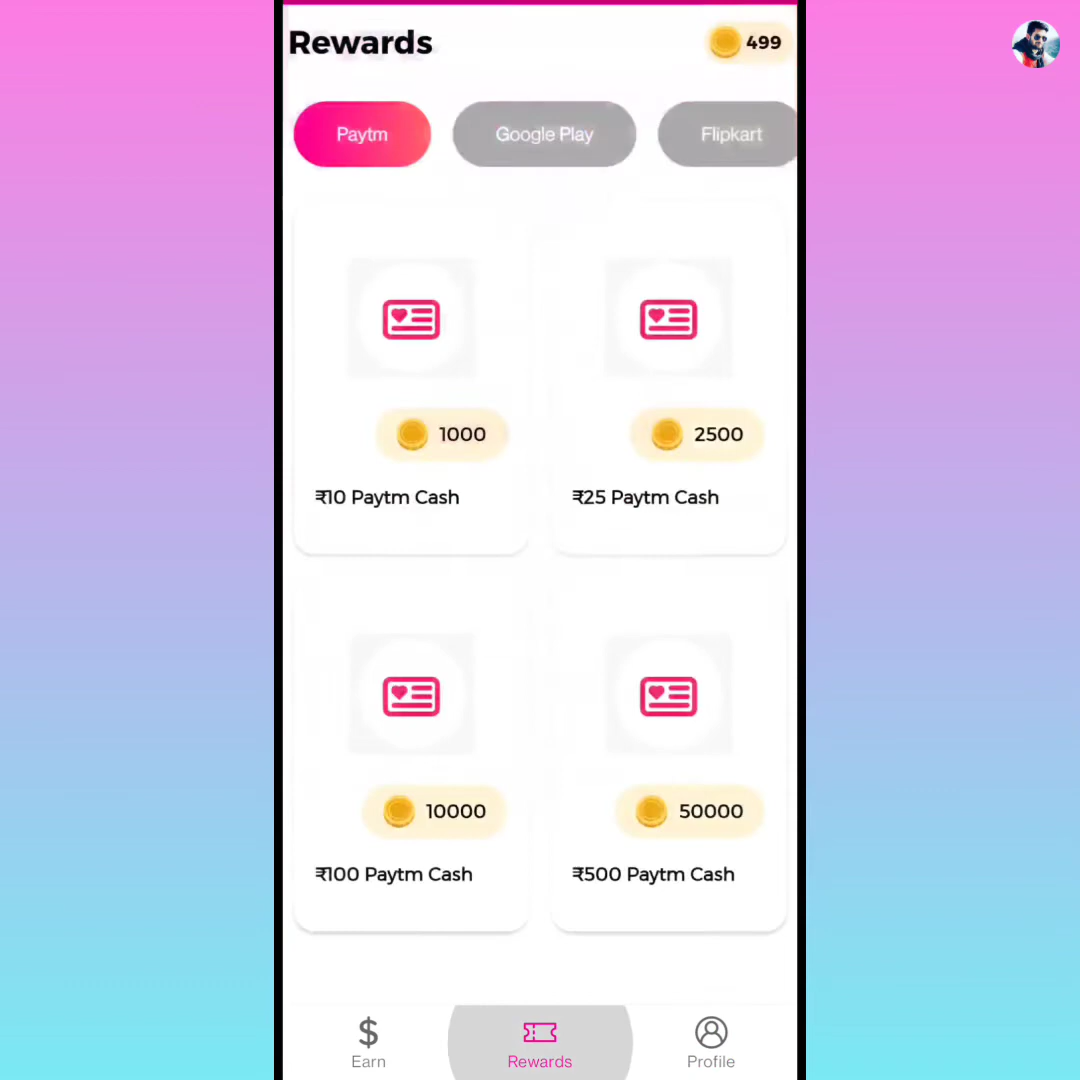 Rewards
499
Paytm
Google Play
Flipkart
1000
2500
₹10 Paytm Cash
₹25 Paytm Cash
10000
50000
₹100 Paytm Cash
₹500 Paytm Cash
Earn
Rewards
Profile